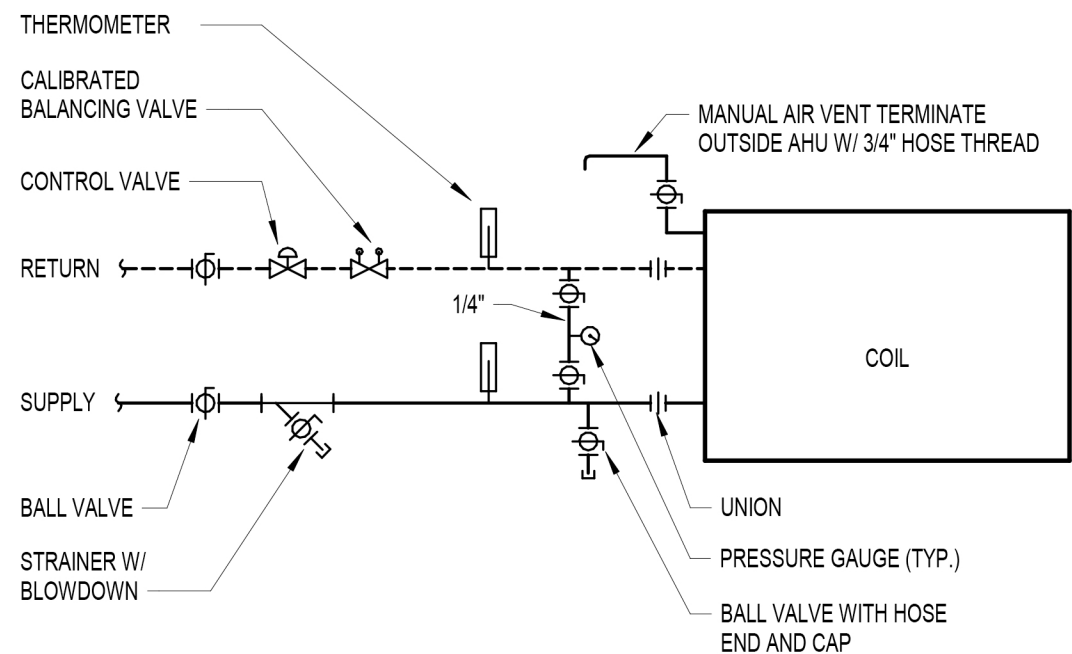 THERMOMETER
CALIBRATED
BALANCING VALVE
CONTROL VALVE
RETURN
SUPPLY
BALL VALVE
STRAINER W/
BLOWDOWN
1/4"
MANUAL AIR VENT TERMINATE
OUTSIDE AHU W/ 3/4" HOSE THREAD
COIL
UNION
PRESSURE GAUGE (TYP.)
BALL VALVE WITH HOSE
END AND CAP